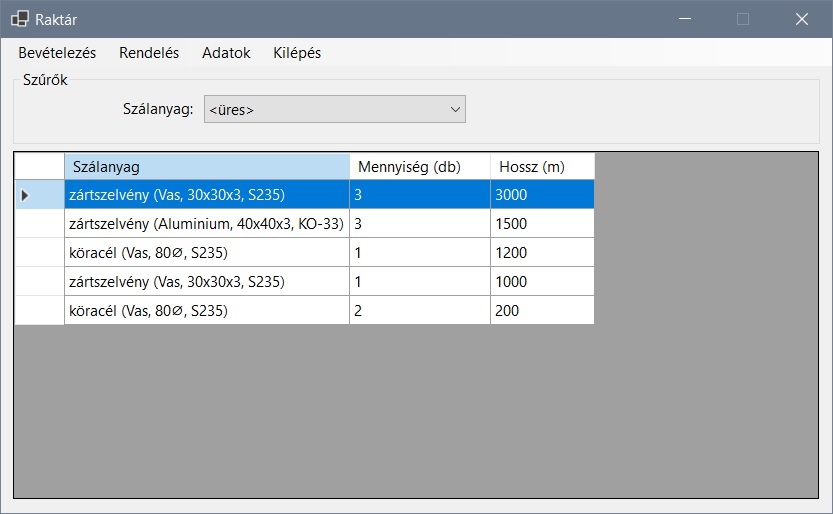 Raktár
Bevételezés Rendelés Adatok Kilépés
Szűrők
Szálanyag: <üres>
Szálanyag Mennyiség (db) Hossz (m)
zártszelvény (Vas, 30x30x3, S235) 3 3000
zártszelvény (Aluminium, 40x40x3, KO-33) 3 1500
köracél (Vas, 80∅, S235) 1 1200
zártszelvény (Vas, 30x30x3, S235) 1 1000
köracél (Vas, 80∅, S235) 2 200